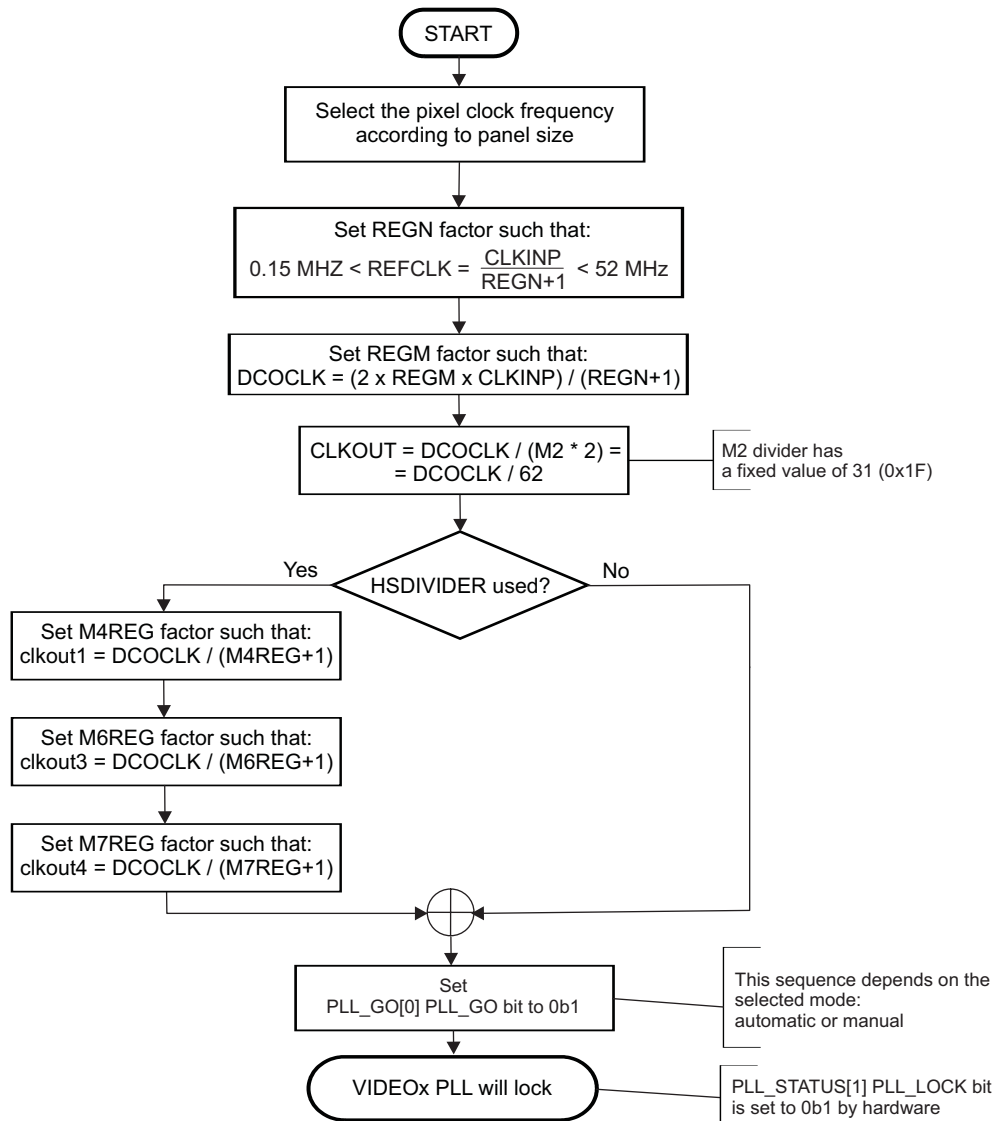 START
Select the pixel clock frequency
according to panel size
Set REGN factor such that:
0.15 MHZ < REFCLK = CLKINP / REGN+1 < 52 MHz
Set REGM factor such that:
DCOCLK = (2 x REGM x CLKINP) / (REGN+1)
CLKOUT = DCOCLK / (M2 * 2) =
= DCOCLK / 62
M2 divider has
a fixed value of 31 (0x1F)
HSDIVIDER used?
Yes
No
Set M4REG factor such that:
clkout1 = DCOCLK / (M4REG+1)
Set M6REG factor such that:
clkout3 = DCOCLK / (M6REG+1)
Set M7REG factor such that:
clkout4 = DCOCLK / (M7REG+1)
Set
PLL_GO[0] PLL_GO bit to 0b1
This sequence depends on the
selected mode:
automatic or manual
VIDEOx PLL will lock
PLL_STATUS[1] PLL_LOCK bit
is set to 0b1 by hardware